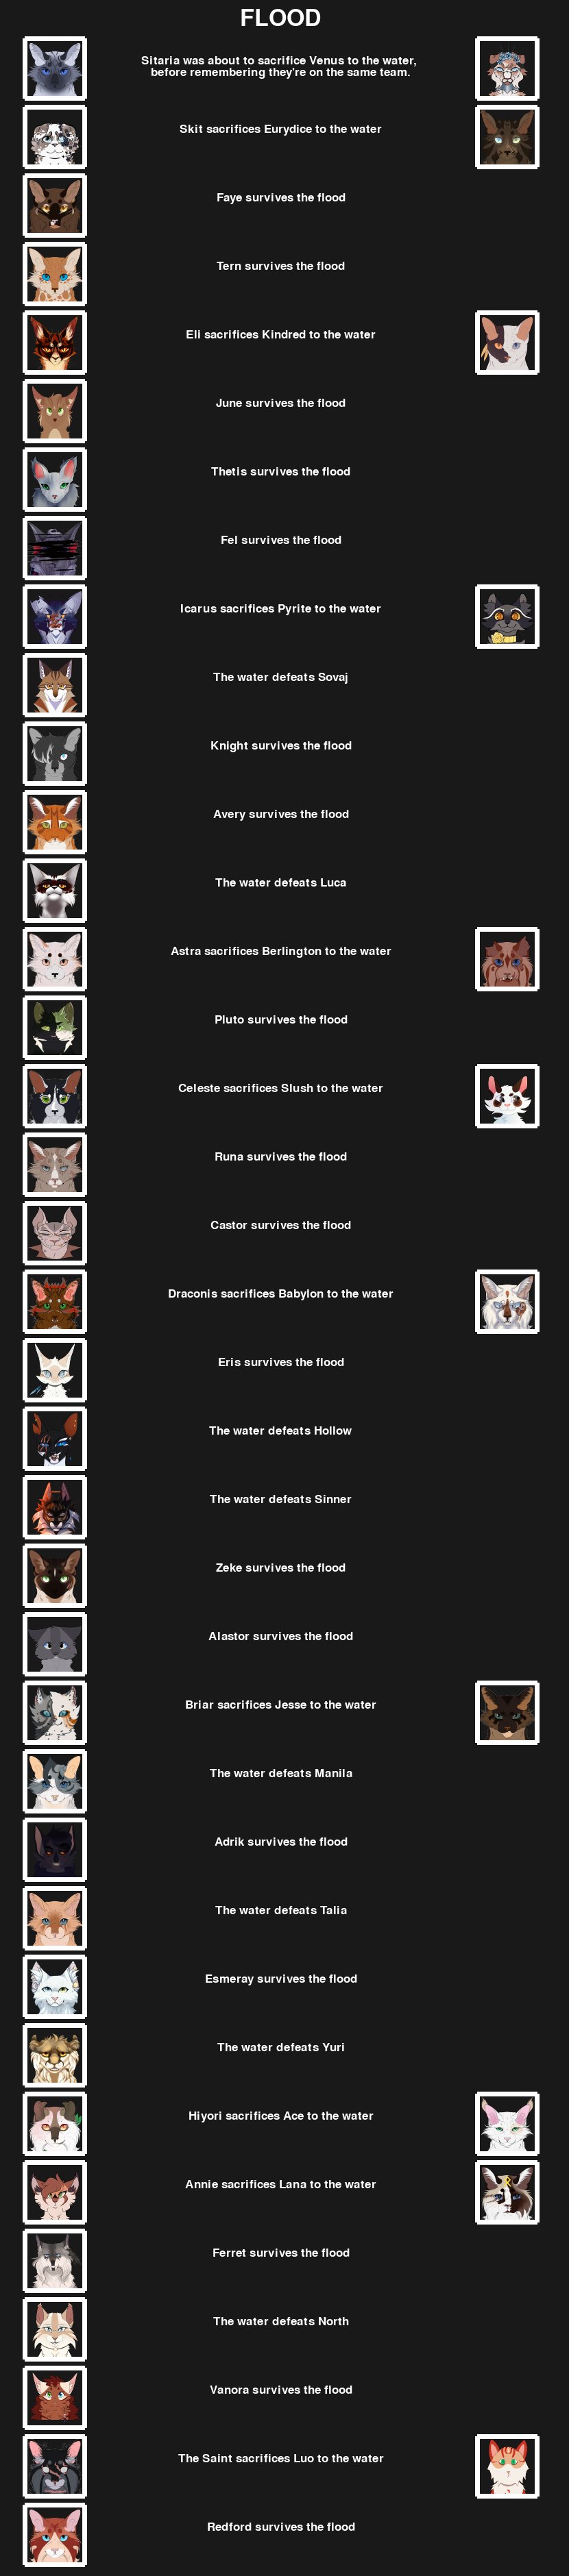 FLOOD
Sitaria was about to sacrifice Venus to the water,
before remembering they're on the same team.
Skit sacrifices Eurydice to the water
Faye survives the flood
Tern survives the flood
Eli sacrifices Kindred to the water
June survives the flood
Thetis survives the flood
Fel survives the flood
Icarus sacrifices Pyrite to the water
The water defeats Sovaj
Knight survives the flood
Avery survives the flood
The water defeats Luca
Astra sacrifices Berlington to the water
Pluto survives the flood
Celeste sacrifices Slush to the water
Runa survives the flood
Castor survives the flood
Draconis sacrifices Babylon to the water
Eris survives the flood
The water defeats Hollow
The water defeats Sinner
Zeke survives the flood
Alastor survives the flood
Briar sacrifices Jesse to the water
The water defeats Manila
Adrik survives the flood
The water defeats Talia
Esmeray survives the flood
The water defeats Yuri
Hiyori sacrifices Ace to the water
Annie sacrifices Lana to the water
Ferret survives the flood
The water defeats North
Vanora survives the flood
The Saint sacrifices Luo to the water
Redford survives the flood